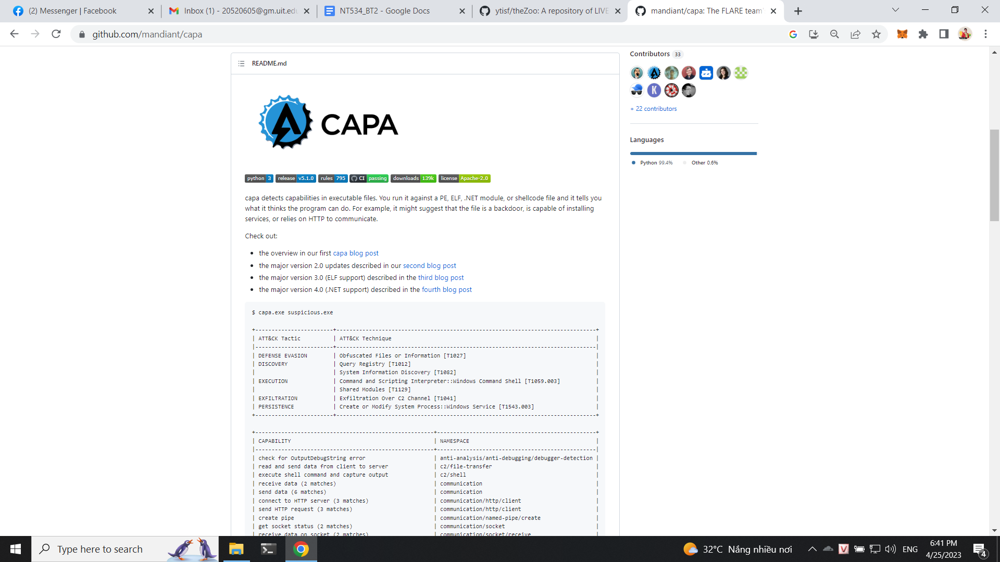 (2) Messenger | Facebook
Inbox (1) - 20520605@gm.uit.edu
NT534_BT2 - Google Docs
ytisf/theZoo: A repository of LIVE
mandiant/capa: The FLARE team'
github.com/mandiant/capa
README.md
CAPA
python 3 release v5.1.0 rules 795 CI passing downloads 139k license Apache-2.0
capa detects capabilities in executable files. You run it against a PE, ELF, .NET module, or shellcode file and it tells you
what it thinks the program can do. For example, it might suggest that the file is a backdoor, is capable of installing
services, or relies on HTTP to communicate.
Check out:
• the overview in our first capa blog post
• the major version 2.0 updates described in our second blog post
• the major version 3.0 (ELF support) described in the third blog post
• the major version 4.0 (.NET support) described in the fourth blog post
$ capa.exe suspicious.exe
+------------------------+--------------------------------------------------------------------------------+
| ATT&CK Tactic | ATT&CK Technique |
|------------------------+--------------------------------------------------------------------------------|
| DEFENSE EVASION | Obfuscated Files or Information [T1027] |
| DISCOVERY | Query Registry [T1012] |
| | System Information Discovery [T1082] |
| EXECUTION | Command and Scripting Interpreter::Windows Command Shell [T1059.003] |
| | Shared Modules [T1129] |
| EXFILTRATION | Exfiltration Over C2 Channel [T1041] |
| PERSISTENCE | Create or Modify System Process::Windows Service [T1543.003] |
+------------------------+--------------------------------------------------------------------------------+
+-------------------------------------------------------+-------------------------------------------------+
| CAPABILITY | NAMESPACE |
|-------------------------------------------------------+-------------------------------------------------|
| check for OutputDebugString error | anti-analysis/anti-debugging/debugger-detection |
| read and send data from client to server | c2/file-transfer |
| execute shell command and capture output | c2/shell |
| receive data (2 matches) | communication |
| send data (6 matches) | communication |
| connect to HTTP server (3 matches) | communication/http/client |
| send HTTP request (3 matches) | communication/http/client |
| create pipe | communication/named-pipe/create |
| get socket status (2 matches) | communication/socket |
| receive data on socket (2 matches) | communication/socket/receive |
Contributors 33
K
+ 22 contributors
Languages
Python 99.4% Other 0.6%
Type here to search
32°C Nắng nhiều nơi
V
ENG
6:41 PM
4/25/2023
4